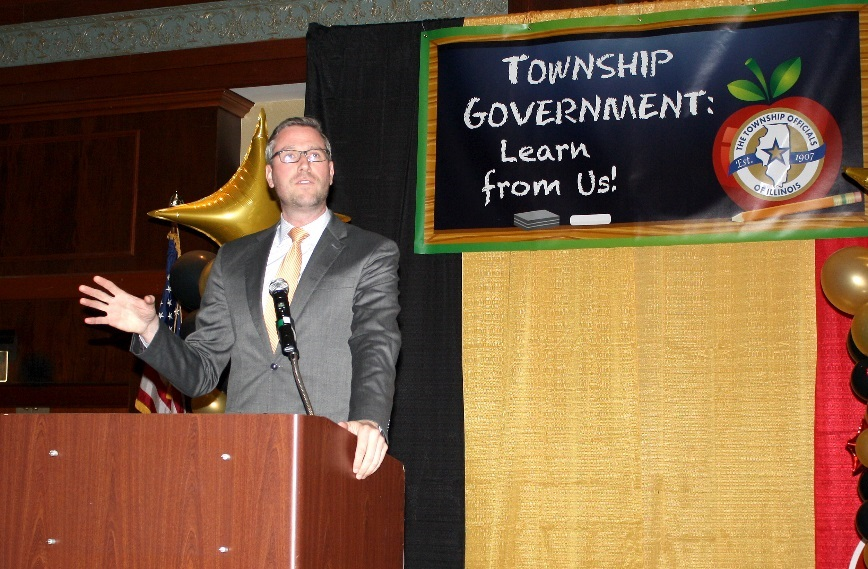 TOWNSHIP
GOVERNMENT:
Learn
from Us!
THE TOWNSHIP OFFICIALS
Est. 1907
OF ILLINOIS